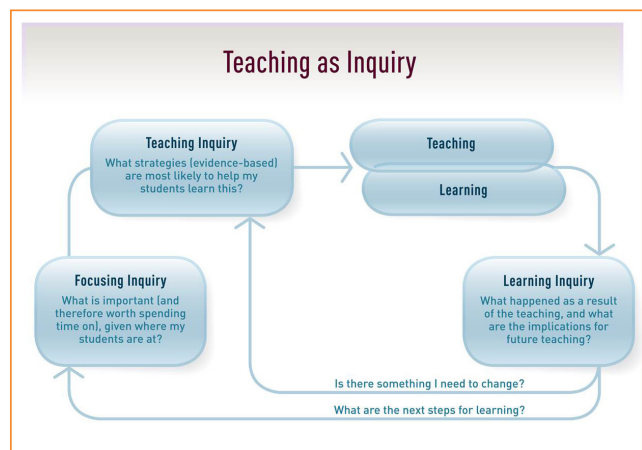 Teaching as Inquiry
Teaching Inquiry
What strategies (evidence-based)
are most likely to help my
students learn this?
Teaching
Learning
Focusing Inquiry
What is important (and
therefore worth spending
time on), given where my
students are at?
Learning Inquiry
What happened as a result
of the teaching, and what
are the implications for
future teaching?
Is there something I need to change?
What are the next steps for learning?